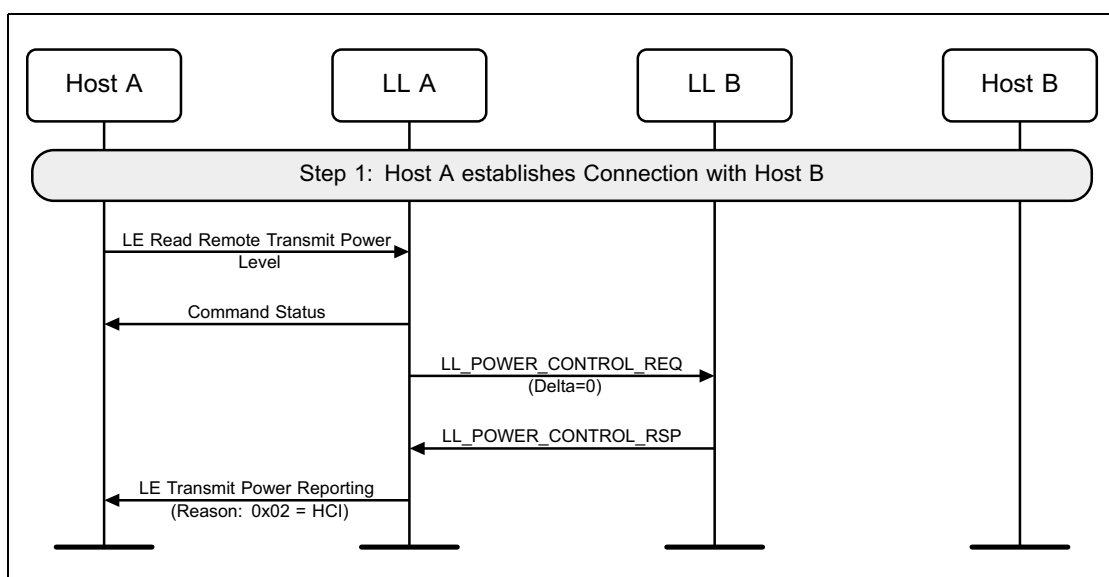 Host A
LL A
LL B
Host B
Step 1: Host A establishes Connection with Host B
LE Read Remote Transmit Power
Level
Command Status
LL_POWER_CONTROL_REQ
(Delta=0)
LL_POWER_CONTROL_RSP
LE Transmit Power Reporting
(Reason: 0x02 = HCI)